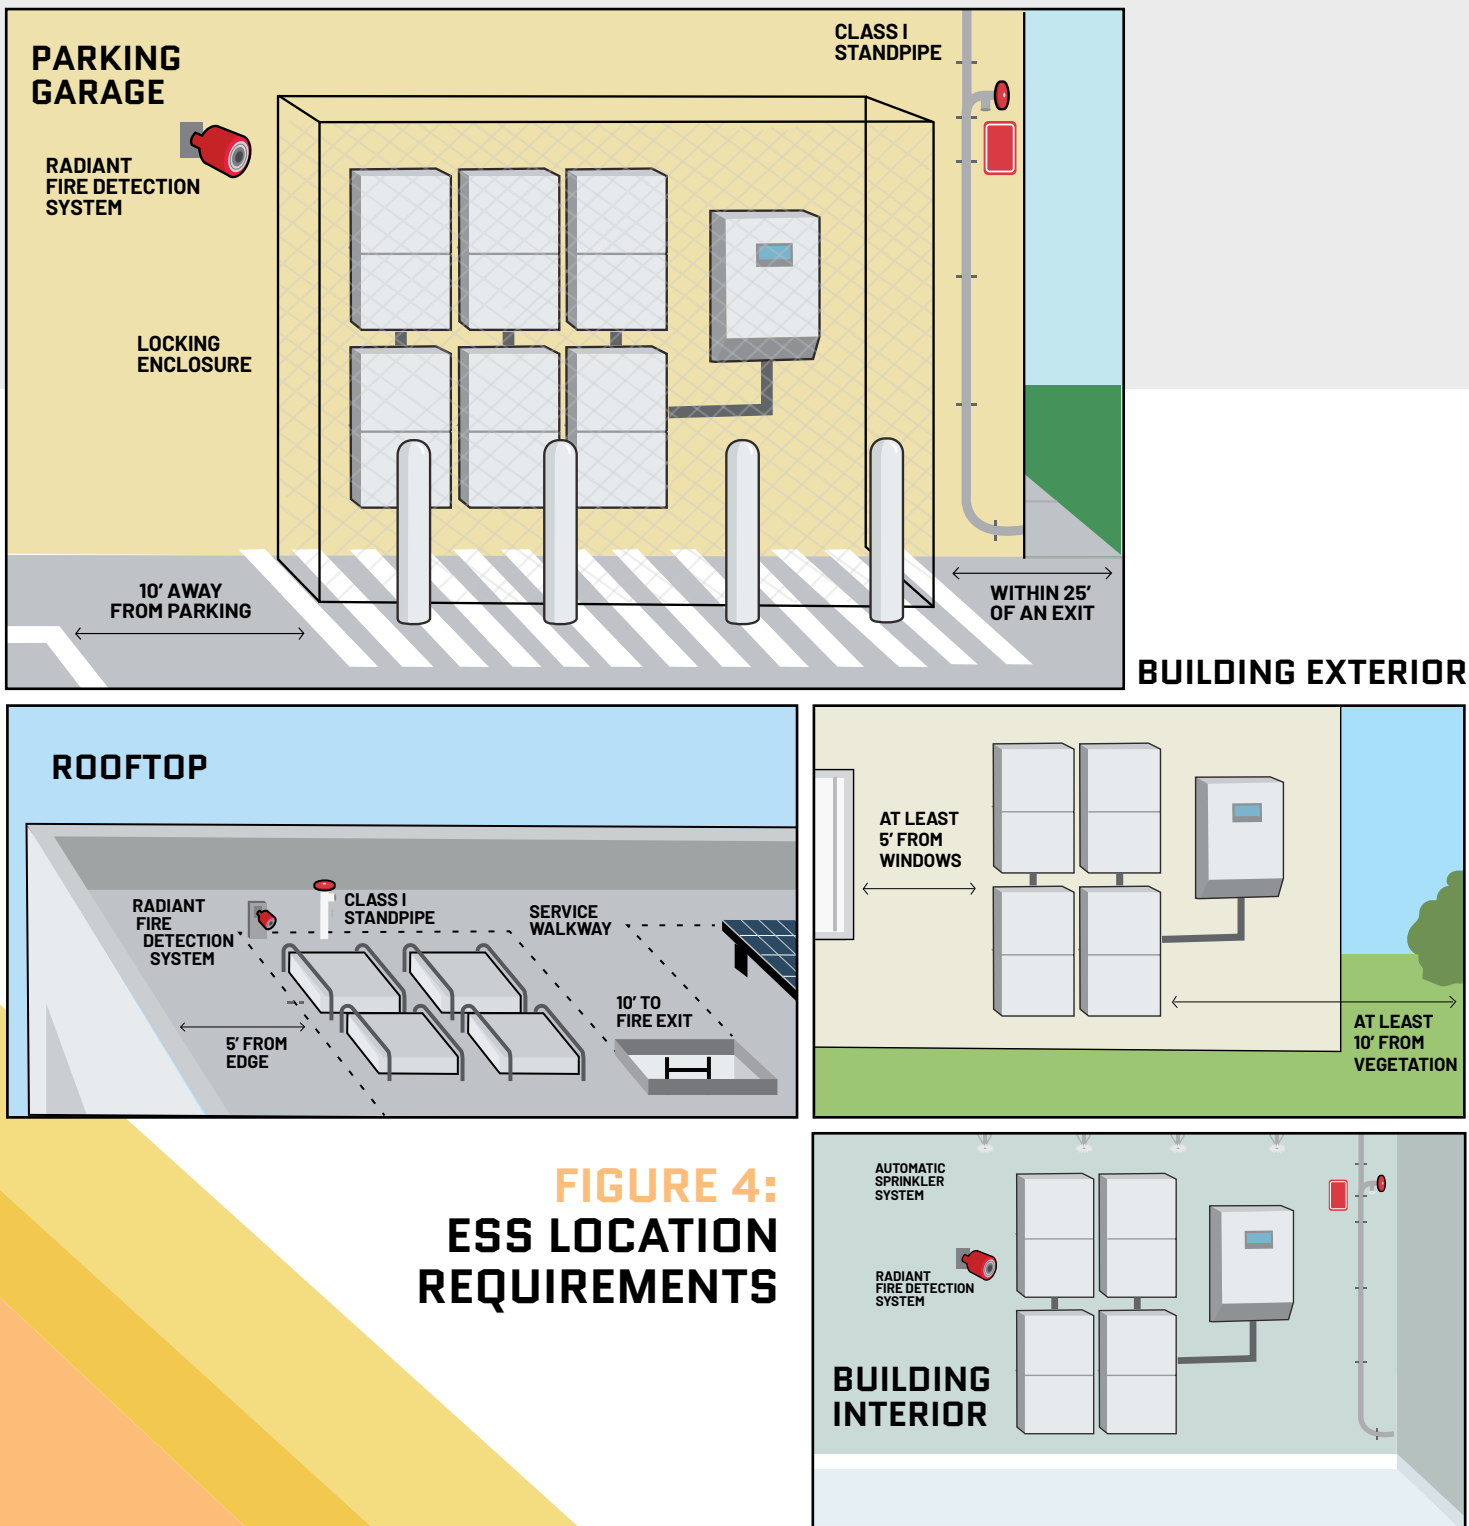 PARKING
GARAGE
CLASS I
STANDPIPE
RADIANT
FIRE DETECTION
SYSTEM
LOCKING
ENCLOSURE
10′ AWAY
FROM PARKING
WITHIN 25′
OF AN EXIT
BUILDING EXTERIOR
ROOFTOP
RADIANT
FIRE
DETECTION
SYSTEM
CLASS I
STANDPIPE
SERVICE
WALKWAY
5′ FROM
EDGE
10′ TO
FIRE EXIT
AT LEAST
5′ FROM
WINDOWS
AT LEAST
10′ FROM
VEGETATION
FIGURE 4:
ESS LOCATION
REQUIREMENTS
AUTOMATIC
SPRINKLER
SYSTEM
RADIANT
FIRE DETECTION
SYSTEM
BUILDING
INTERIOR